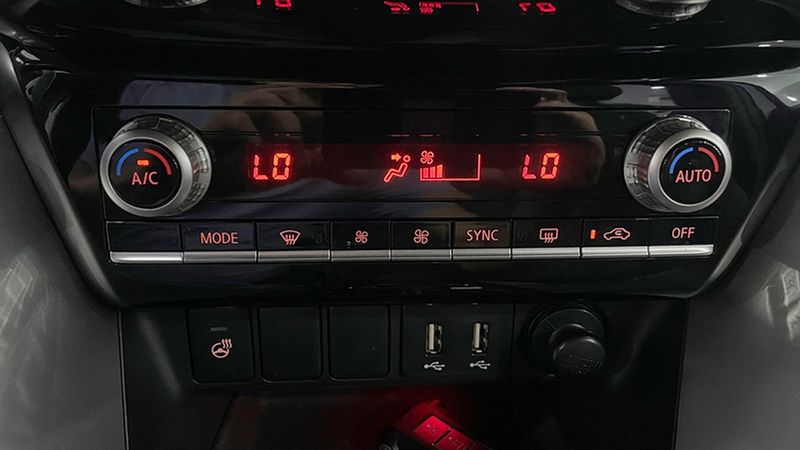 LO LO
A/C AUTO
MODE SYNC OFF